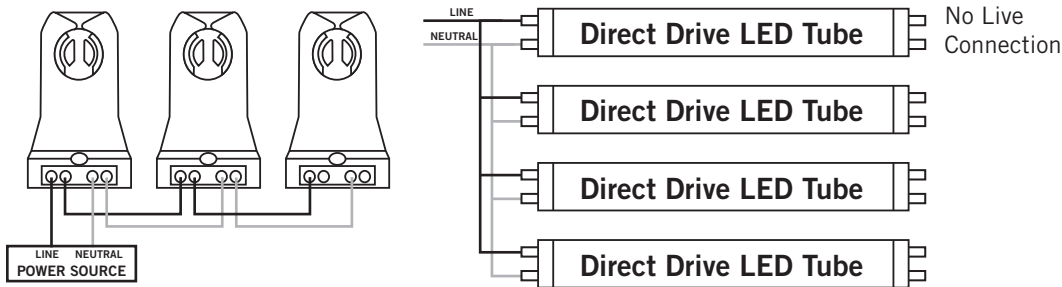 LINE NEUTRAL
POWER SOURCE
LINE
NEUTRAL
Direct Drive LED Tube
No Live
Connection
Direct Drive LED Tube
Direct Drive LED Tube
Direct Drive LED Tube